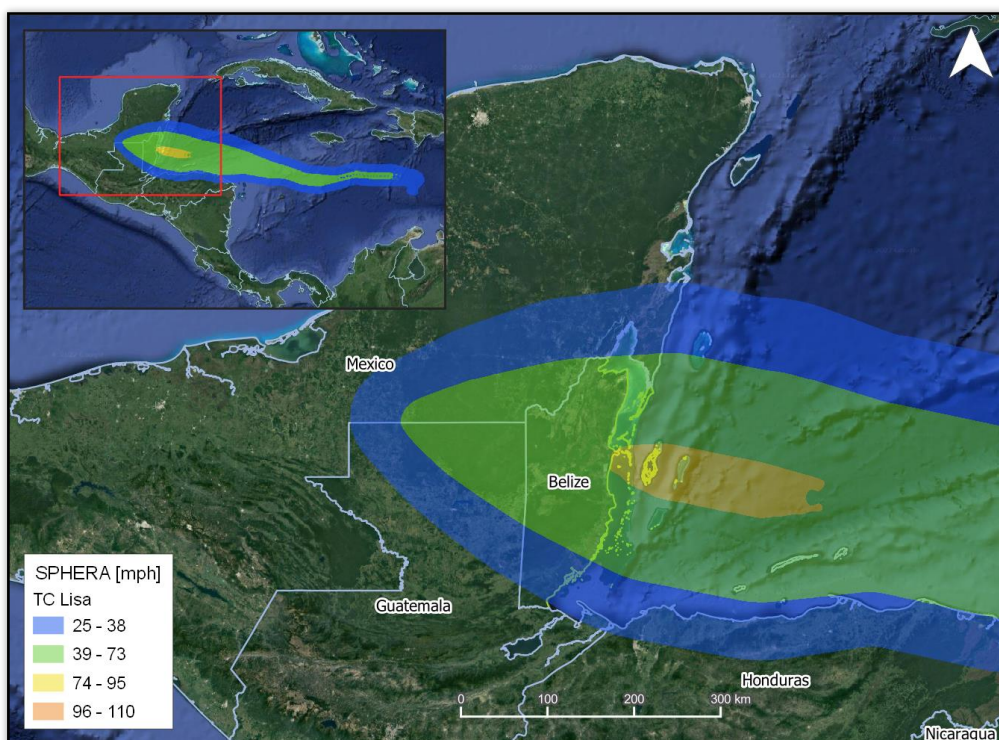 Mexico
Belize
Guatemala
Honduras
Nicaragua
SPHERA [mph]
TC Lisa
25 - 38
39 - 73
74 - 95
96 - 110
0 100 200 300 km